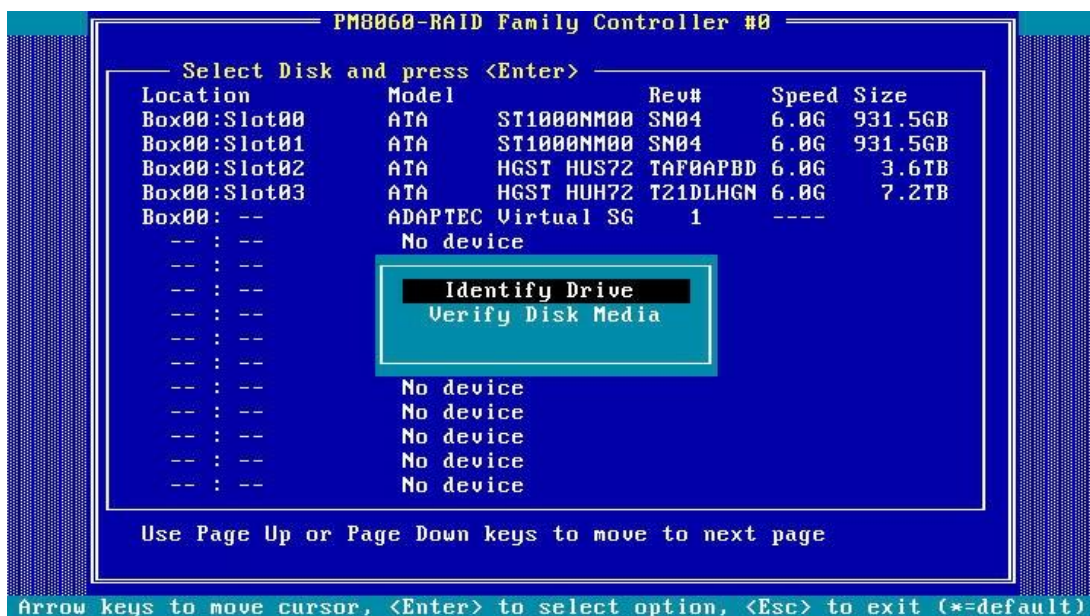 PM8060-RAID Family Controller #0
Select Disk and press <Enter>
Location Model Rev# Speed Size
Box00:Slot00 ATA ST1000NM00 SN04 6.0G 931.5GB
Box00:Slot01 ATA ST1000NM00 SN04 6.0G 931.5GB
Box00:Slot02 ATA HGST HUS72 TAF0APBD 6.0G 3.6TB
Box00:Slot03 ATA HGST HUH72 T21DLHGN 6.0G 7.2TB
Box00: -- ADAPTEC Virtual SG 1 ----
-- : -- No device
-- : --
-- : -- Identify Drive
-- : -- Verify Disk Media
-- : --
-- : --
-- : -- No device
-- : -- No device
-- : -- No device
-- : -- No device
-- : -- No device
Use Page Up or Page Down keys to move to next page
Arrow keys to move cursor, <Enter> to select option, <Esc> to exit (*=default)